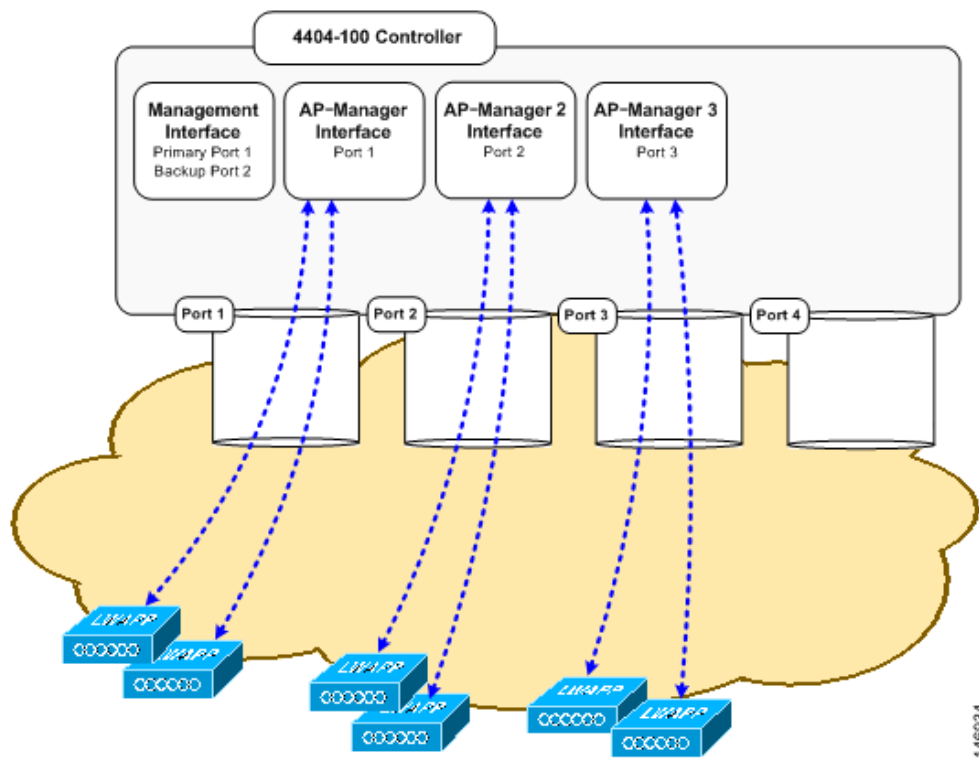 4404-100 Controller
Management
Interface
Primary Port 1
Backup Port 2
AP-Manager
Interface
Port 1
AP-Manager 2
Interface
Port 2
AP-Manager 3
Interface
Port 3
Port 1
Port 2
Port 3
Port 4
LWAPP
LWAPP
LWAPP
LWAPP
LWAPP
LWAPP